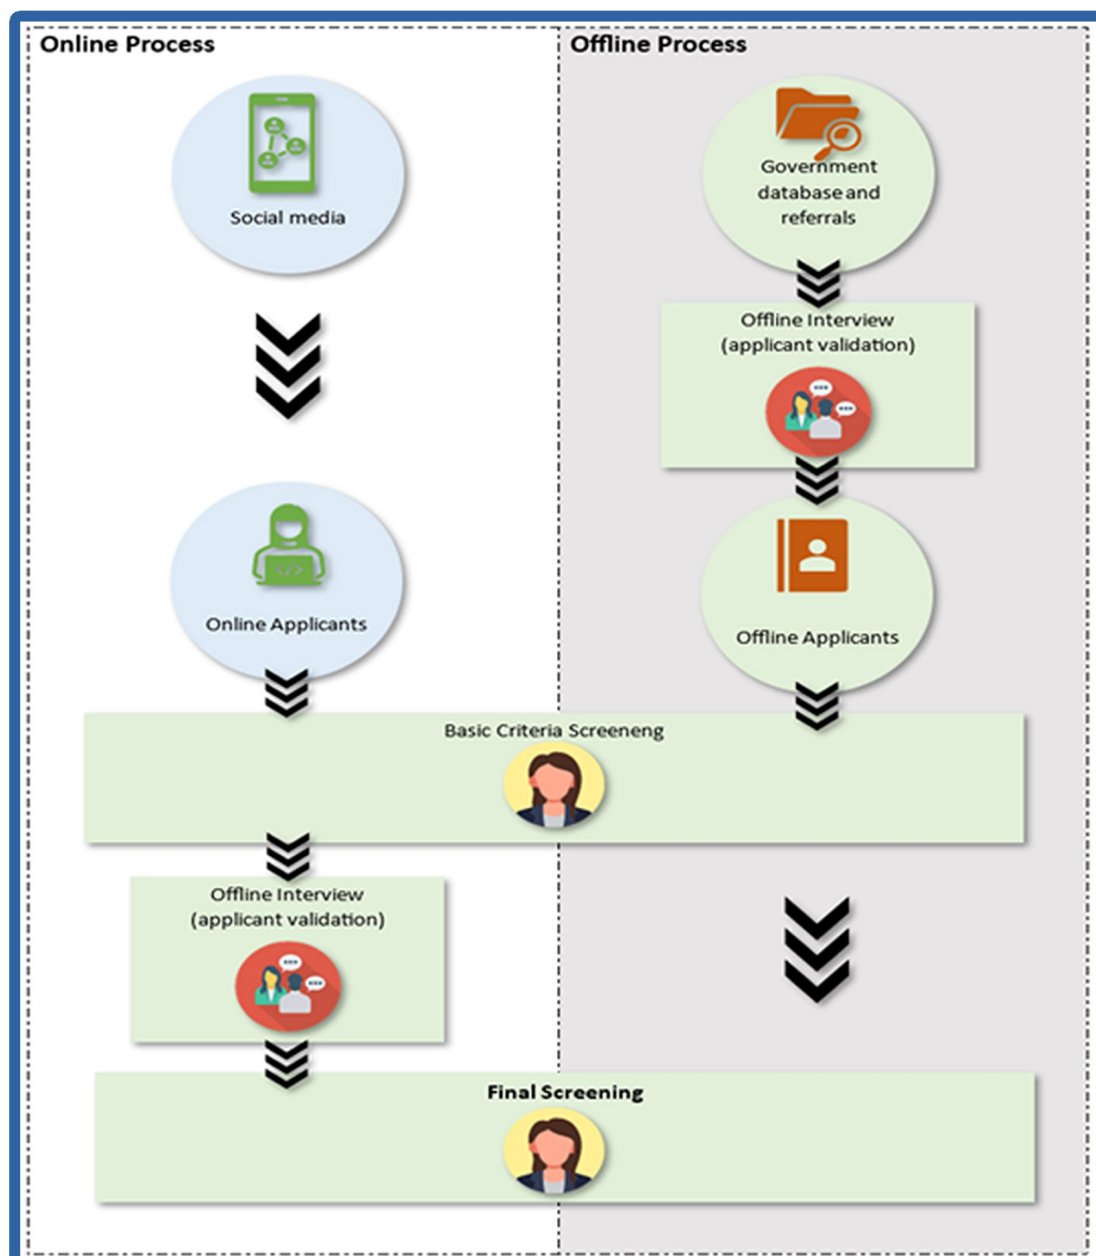 Online Process
Offline Process
Social media
Government
database and
referrals
Offline Interview
(applicant validation)
Online Applicants
Offline Applicants
Basic Criteria Screeneng
Offline Interview
(applicant validation)
Final Screening